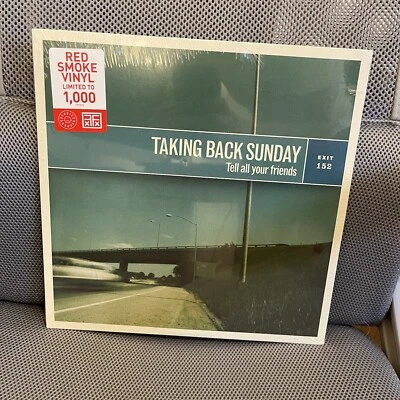 RED
SMOKE
VINYL
LIMITED TO
1,000
TAKING BACK SUNDAY
Tell all your friends
EXIT
152